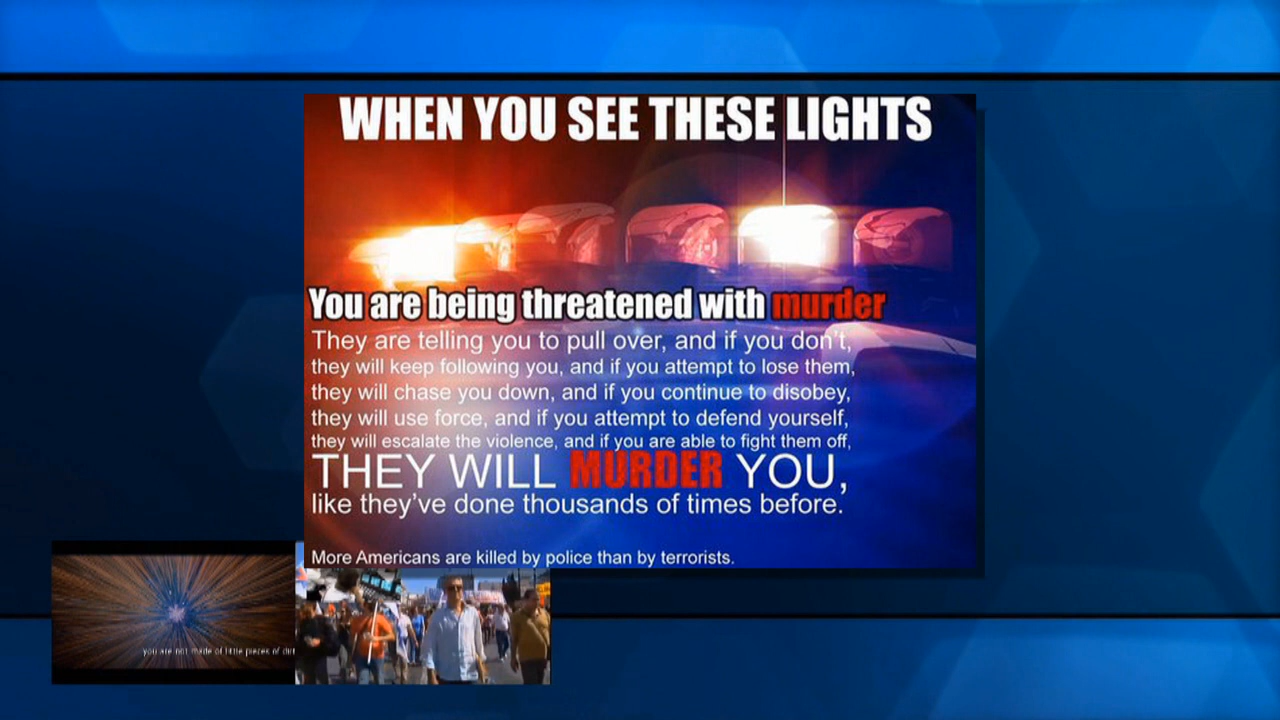 WHEN YOU SEE THESE LIGHTS
You are being threatened with murder
They are telling you to pull over, and if you don't,
they will keep following you, and if you attempt to lose them,
they will chase you down, and if you continue to disobey,
they will use force, and if you attempt to defend yourself,
they will escalate the violence, and if you are able to fight them off,
THEY WILL MURDER YOU,
like they've done thousands of times before.
More Americans are killed by police than by terrorists.
you are not made of little pieces of dirt